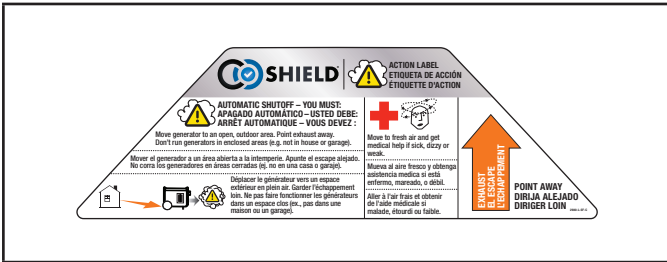 CO SHIELD
ACTION LABEL
ETIQUETA DE ACCIÓN
ÉTIQUETTE D'ACTION
AUTOMATIC SHUTOFF – YOU MUST:
APAGADO AUTOMÁTICO – USTED DEBE:
ARRÊT AUTOMATIQUE – VOUS DEVEZ :
Move generator to an open, outdoor area. Point exhaust away.
Don't run generators in enclosed areas (e.g. not in house or garage).
Mover el generador a un área abierta a la intemperie. Apunte el escape alejado.
No corra los generadores en áreas cerradas (ej. no en una casa o garaje).
Déplacer le générateur vers un espace
extérieur en plein air. Garder l'échappement
loin. Ne pas faire fonctionner les générateurs
dans un espace clos (ex., pas dans une
maison ou un garage).
Move to fresh air and get
medical help if sick, dizzy or
weak.
Mueva al aire fresco y obtenga
asistencia medica si está
enfermo, mareado, o débil.
Aller à l'air frais et obtenir
de l'aide médicale si
malade, étourdi ou faible.
EXHAUST
EL ESCAPE
L'ÉCHAPPEMENT
POINT AWAY
DIRIJA ALEJADO
DIRIGER LOIN